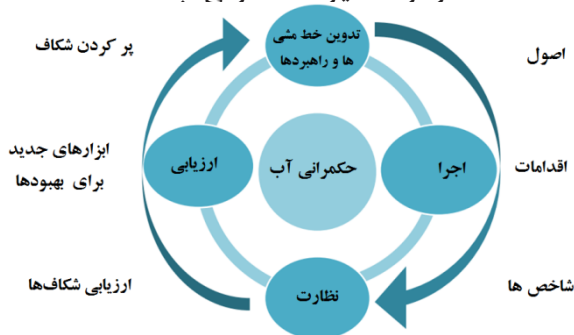 تدوین خط مشی
ها و راهبردها
پر کردن شکاف
اصول
ارزیابی
حکمرانی آب
اجرا
ابزارهای جدید
برای بهبودها
اقدامات
نظارت
ارزیابی شکاف‌ها
شاخص ها